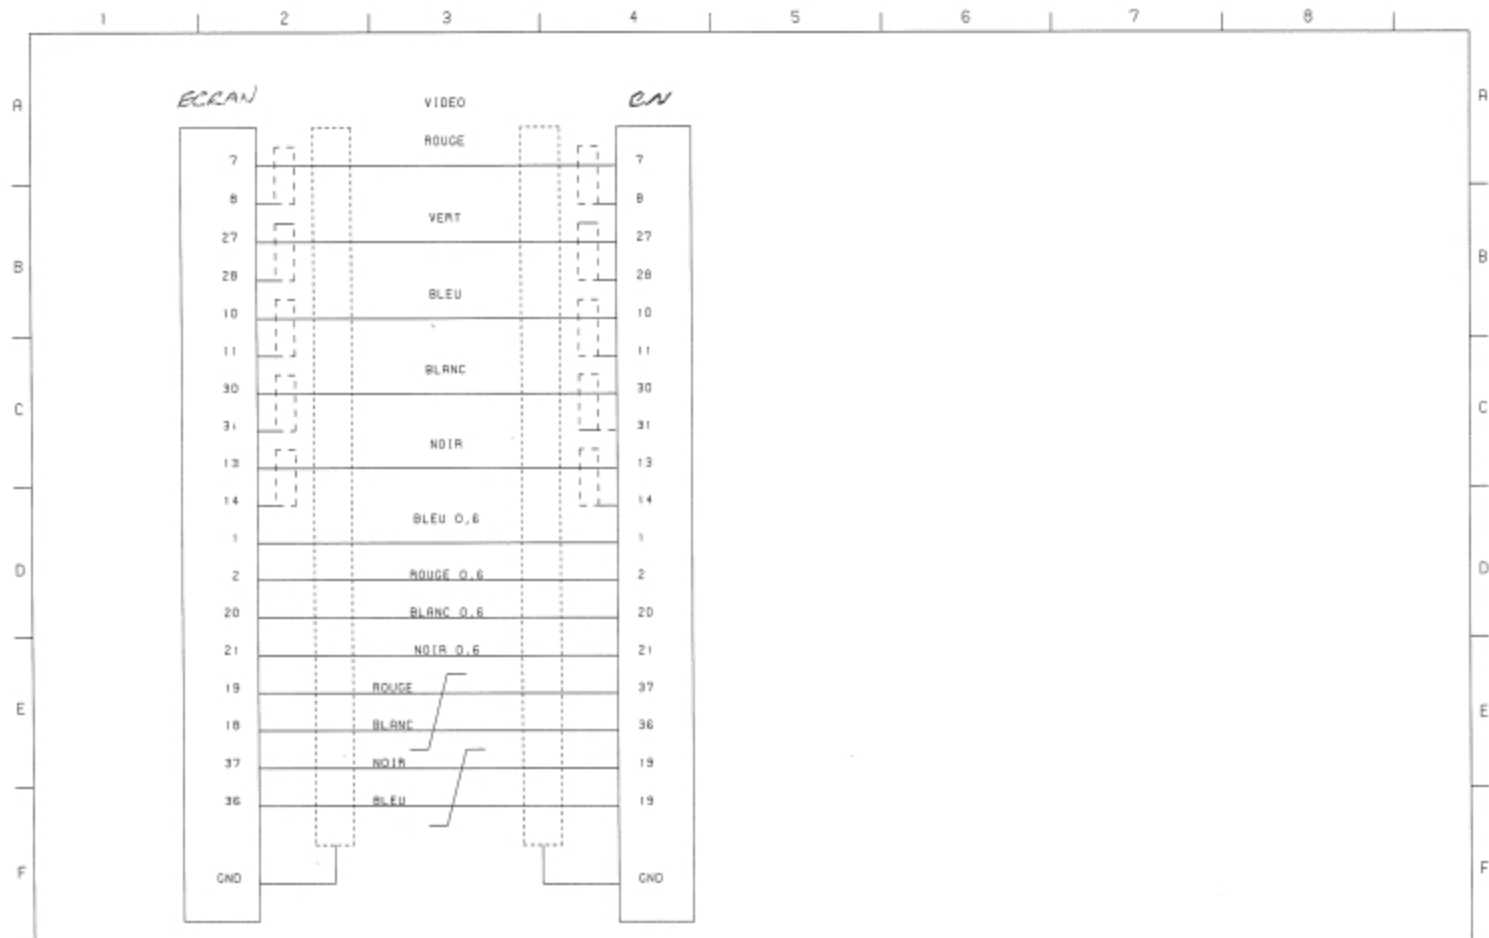 1 2 3 4 5 6 7 8
ECRAN VIDEO CN
A A
ROUGE
7 7
8 8
VERT
27 27
B B
28 28
BLEU
10 10
11 11
BLANC
30 30
C C
31 31
NOIR
13 13
14 14
BLEU 0,6
1 1
D D
2 ROUGE 0,6 2
20 BLANC 0,6 20
21 NOIR 0,6 21
19 ROUGE 37
E E
18 BLANC 36
37 NOIR 19
36 BLEU 19
F F
GND GND